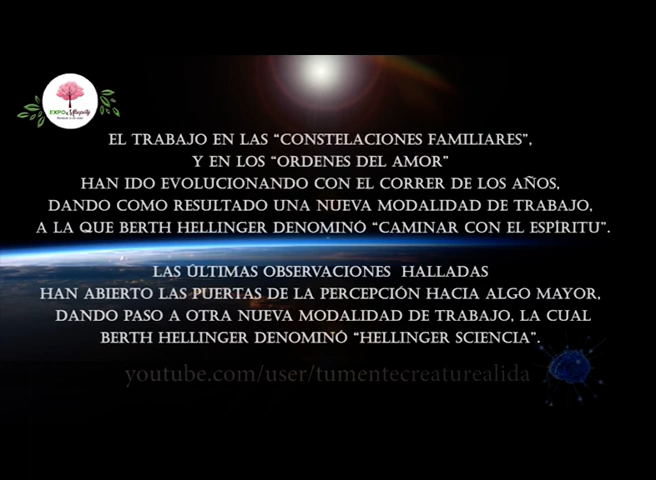 EXPO
EL TRABAJO EN LAS “CONSTELACIONES FAMILIARES”,
Y EN LOS “ORDENES DEL AMOR”
HAN IDO EVOLUCIONANDO CON EL CORRER DE LOS AÑOS,
DANDO COMO RESULTADO UNA NUEVA MODALIDAD DE TRABAJO,
A LA QUE BERTH HELLINGER DENOMINÓ “CAMINAR CON EL ESPÍRITU”.
LAS ÚLTIMAS OBSERVACIONES HALLADAS
HAN ABIERTO LAS PUERTAS DE LA PERCEPCIÓN HACIA ALGO MAYOR,
DANDO PASO A OTRA NUEVA MODALIDAD DE TRABAJO, LA CUAL
BERTH HELLINGER DENOMINÓ “HELLINGER SCIENCIA”.
youtube.com/user/tumentecreaturealida